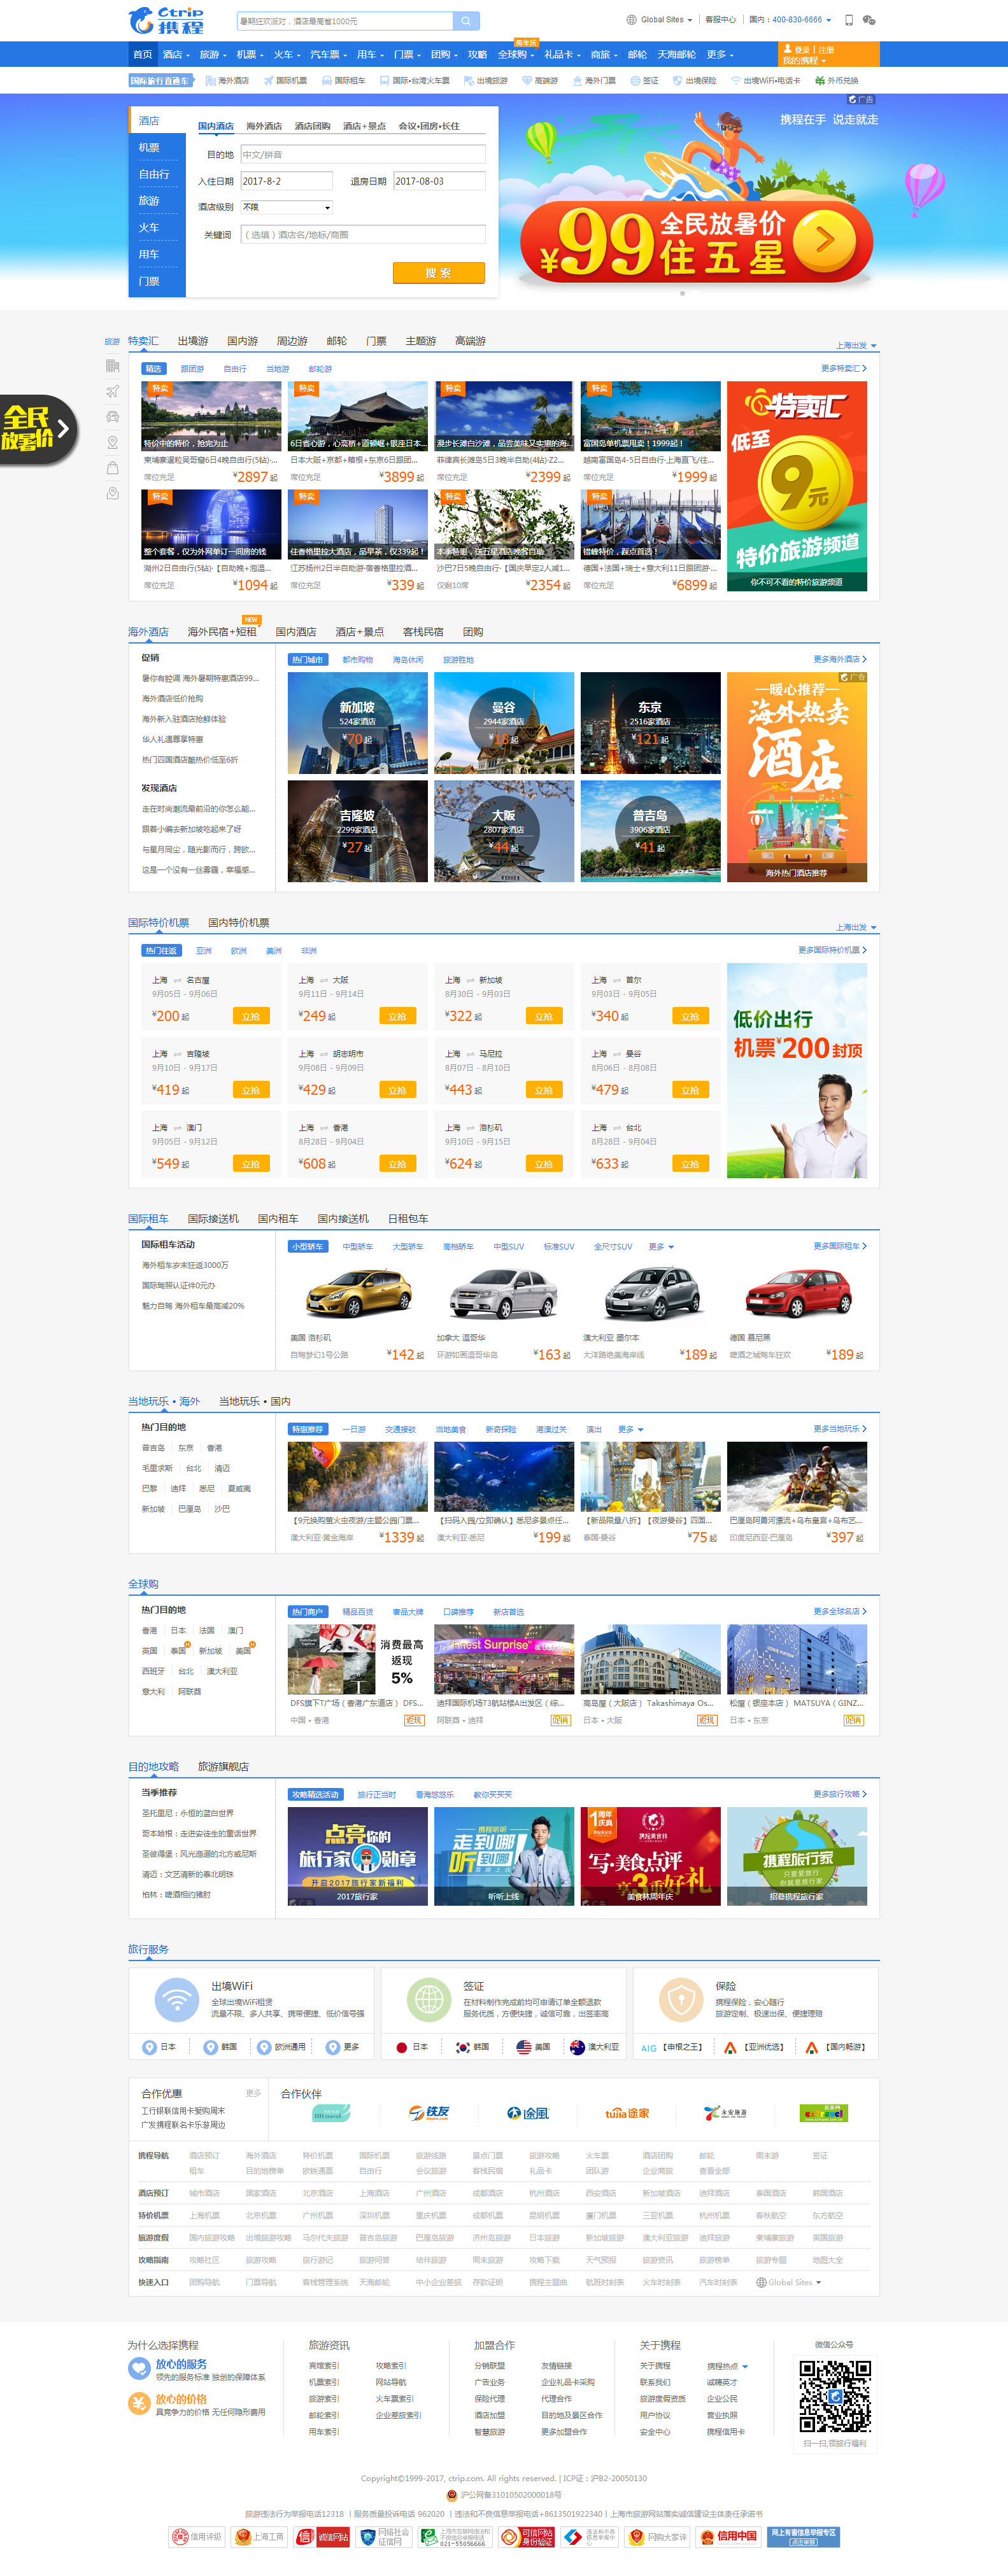 Ctrip 携程
暑期狂欢派对，酒店最高省1000元
Global Sites 客服中心 国内：400-830-6666
首页 酒店 旅游 机票 火车 汽车票 用车 门票 团购 攻略 全球购 礼品卡 商旅 邮轮 天海邮轮 更多
周年庆
登录 | 注册
我的携程
国际旅行直通车 海外酒店 国际机票 国际租车 国际•台湾火车票 出境旅游 高端游 海外门票 签证 出境保险 出境WiFi•电话卡 外币兑换
酒店
机票
自由行
旅游
火车
用车
门票
国内酒店 海外酒店 酒店团购 酒店+景点 会议•团房•长住
目的地 中文/拼音
入住日期 2017-8-2 退房日期 2017-08-03
酒店级别 不限
关键词 （选填）酒店名/地标/商圈
搜索
广告
携程在手 说走就走
¥99 全民放暑价
住五星
全民
放暑价
旅游
特卖汇 出境游 国内游 周边游 邮轮 门票 主题游 高端游
上海出发
精选 跟团游 自由行 当地游 邮轮游
更多特卖汇
特卖 特卖 特卖 特卖
特价中的特价，抢完为止
6日省心游，心斋桥+道顿崛+银座日本...
漫步长滩白沙滩，品尝美味又实惠的海...
富国岛单机票甩卖！1999起！
柬埔寨暹粒吴哥窟6日4晚自由行(5钻)·...
日本大阪+京都+箱根+东京6日跟团...
菲律宾长滩岛5日3晚半自助(4钻)·Z2...
越南富国岛4-5日自由行·上海直飞/往...
席位充足 ¥2897起
席位充足 ¥3899起
席位充足 ¥2399起
席位充足 ¥1999起
特卖 特卖 特卖 特卖
整个套餐，仅为外网单订一间房的钱
住香格里拉大酒店，品早茶，仅339起！
本季特惠，送五星酒店晚餐自助
错峰特价，踩点首选！
湖州2日自由行(5钻)·【自助晚+泡温...
江苏扬州2日半自助游·宿香格里拉酒...
沙巴7日5晚自由行·【国庆早定2人减1...
德国+法国+瑞士+意大利11日跟团游·...
席位充足 ¥1094起
席位充足 ¥339起
仅剩10席 ¥2354起
席位充足 ¥6899起
特卖汇
低至
9元
特价旅游频道
你不可不看的特价旅游频道
海外酒店 海外民宿+短租 国内酒店 酒店+景点 客栈民宿 团购
NEW
促销
暑你有腔调 海外暑期特惠酒店99...
海外酒店低价抢购
海外新入驻酒店抢鲜体验
华人礼遇尊享特惠
热门四国酒店酷热价低至6折
发现酒店
走在时尚潮流最前沿的你怎么能...
跟着小编去新加坡吃起来了好
与星月同尘，随光影而行，跨欧...
这是一个没有一丝雾霾，幸福感...
热门城市 都市购物 海岛休闲 旅游胜地
更多海外酒店
新加坡
524家酒店
¥70起
曼谷
2944家酒店
¥18起
东京
2516家酒店
¥121起
吉隆坡
2299家酒店
¥27起
大阪
2807家酒店
¥44起
普吉岛
3906家酒店
¥41起
广告
暖心推荐
海外热卖
酒店
海外热门酒店推荐
国际特价机票 国内特价机票
上海出发
热门往返 亚洲 欧洲 美洲 非洲
更多国际特价机票
上海 名古屋
9月05日 - 9月06日
¥200起 立抢
上海 大阪
9月11日 - 9月14日
¥249起 立抢
上海 新加坡
8月30日 - 9月03日
¥322起 立抢
上海 首尔
9月03日 - 9月05日
¥340起 立抢
上海 吉隆坡
9月10日 - 9月17日
¥419起 立抢
上海 胡志明市
9月08日 - 9月09日
¥429起 立抢
上海 马尼拉
8月07日 - 8月10日
¥443起 立抢
上海 曼谷
8月06日 - 8月08日
¥479起 立抢
上海 澳门
9月05日 - 9月12日
¥549起 立抢
上海 香港
8月28日 - 9月04日
¥608起 立抢
上海 洛杉矶
9月10日 - 9月15日
¥624起 立抢
上海 台北
8月28日 - 9月04日
¥633起 立抢
低价出行
机票¥200封顶
国际租车 国际接送机 国内租车 国内接送机 日租包车
国际租车活动
海外租车岁末狂返3000万
国际驾照认证件0元办
魅力自驾 海外租车最高减20%
小型轿车 中型轿车 大型轿车 高档轿车 中型SUV 标准SUV 全尺寸SUV 更多
更多国际租车
美国 洛杉矶
自驾梦幻1号公路 ¥142起
加拿大 温哥华
环游如画温哥华岛 ¥163起
澳大利亚 墨尔本
大洋路绝美海岸线 ¥189起
德国 慕尼黑
啤酒之城驾车狂欢 ¥189起
当地玩乐 • 海外 当地玩乐 • 国内
热门目的地
普吉岛 东京 香港
毛里求斯 台北 清迈
巴黎 迪拜 悉尼 夏威夷
新加坡 巴厘岛 沙巴
特惠推荐 一日游 交通接驳 当地美食 新奇探险 港澳过关 演出 更多
更多当地玩乐
【9元换购萤火虫夜游/主题公园门票...
澳大利亚·黄金海岸 ¥1339起
【扫码入园/立即确认】悉尼多景点任...
澳大利亚·悉尼 ¥199起
【新品限量八折】【夜游曼谷】四面...
泰国·曼谷 ¥75起
巴厘岛阿勇河漂流+乌布皇宫+乌布艺...
印度尼西亚·巴厘岛 ¥397起
全球购
热门目的地
香港 日本 法国 澳门
英国 泰国 新加坡 美国
西班牙 台北 澳大利亚
意大利 阿联酋
热门商户 精品百货 奢品大牌 口碑推荐 新店首选
更多全球名店
消费最高
返现
5%
Finest Surprise
DFS旗下T广场（香港广东道店） DFS...
中国 • 香港 返现
迪拜国际机场T3航站楼A出发区（综...
阿联酋 • 迪拜 促销
高岛屋（大阪店） Takashimaya Os...
日本 • 大阪 返现
松屋（银座本店） MATSUYA（GINZ...
日本 • 东京 促销
目的地攻略 旅游旗舰店
当季推荐
圣托里尼：永恒的蓝白世界
哥本哈根：走进安徒生的童话世界
圣彼得堡：风光旖旎的北方威尼斯
清迈：文艺清新的泰北胡珠
柏林：啤酒相约猪肘
攻略精选活动 旅行正当时 碧海悠悠乐 教你买买买
更多旅行攻略
点亮你的
旅行家勋章
开启2017旅行家新福利
2017旅行家
携程听听
走到哪
听到哪
听听上线
1周年庆典
携程美食林
写·美食点评
享3重好礼
美食林周年庆
携程旅行家
招募携程旅行家
旅行服务
出境WiFi
全球出境WiFi租赁
流量不限、多人共享、携带便捷、低价信号强
日本 韩国 欧洲通用 更多
签证
在材料制作完成前均可申请订单全额退款
服务优质，方便快捷，诚信可靠，出签率高
日本 韩国 美国 澳大利亚
保险
携程保险，安心随行
旅游定制、极速出保、便捷理赔
AIG 【申根之王】 【亚洲优选】 【国内畅游】
合作优惠 更多
工行银联信用卡爱购周末
广发携程联名卡乐游周边
合作伙伴
铁友 途風 tujia途家 永安旅遊
携程导航 酒店预订 海外酒店 特价机票 国际机票 旅游线路 景点门票 旅游攻略 火车票 酒店团购 邮轮 周末游 签证
租车 目的地榜单 欧铁通票 自由行 会议旅游 客栈民宿 礼品卡 团队游 企业商旅 查看全部
酒店预订 城市酒店 国家酒店 北京酒店 上海酒店 广州酒店 成都酒店 杭州酒店 西安酒店 新加坡酒店 迪拜酒店 泰国酒店 韩国酒店
特价机票 上海机票 北京机票 广州机票 深圳机票 重庆机票 成都机票 昆明机票 厦门机票 三亚机票 杭州机票 春秋航空 东方航空
旅游度假 国内旅游攻略 出境旅游攻略 马尔代夫旅游 普吉岛旅游 巴厘岛旅游 济州岛旅游 日本旅游 新加坡旅游 澳大利亚旅游 迪拜旅游 柬埔寨旅游 英国旅游
攻略指南 攻略社区 旅游攻略 旅行游记 旅游问答 结伴旅游 周末旅游 攻略下载 天气预报 旅游资讯 旅游榜单 旅游专题 地图大全
快速入口 团购导航 门票导航 客栈管理系统 天海邮轮 中小企业差旅 存款证明 携程主题曲 航班时刻表 火车时刻表 汽车时刻表 Global Sites
为什么选择携程
放心的服务
领先的服务标准 独创的保障体系
放心的价格
具竞争力的价格 无任何隐形费用
旅游资讯
宾馆索引 攻略索引
机票索引 网站导航
旅游索引 火车票索引
邮轮索引 企业差旅索引
用车索引
加盟合作
分销联盟 友情链接
广告业务 企业礼品卡采购
保险代理 代理合作
酒店加盟 目的地及景区合作
智慧旅游 更多加盟合作
关于携程
关于携程 携程热点
联系我们 诚聘英才
旅游度假资质 企业公民
用户协议 营业执照
安全中心 携程信用卡
微信公众号
扫一扫,领旅行福利
Copyright©1999-2017, ctrip.com. All rights reserved. | ICP证：沪B2-20050130
沪公网备31010502000018号
旅游违法行为举报电话12318 | 服务质量投诉电话 962020 | 违法和不良信息举报电话+8613501922340 | 上海市旅游网站落实诚信建设主体责任承诺书
信用评级 上海工商 诚信网站 网络社会征信网 021-55056666 可信网站身份验证 网购大家评 信用中国 网上有害信息举报专区